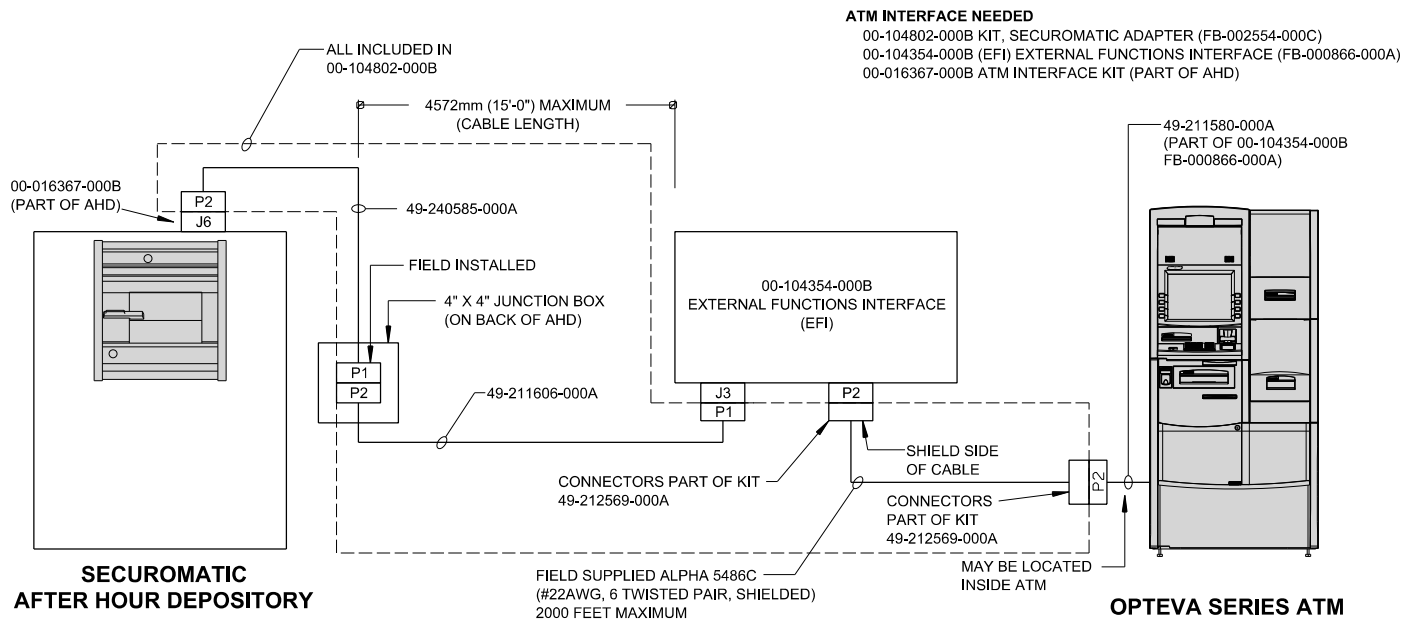 ATM INTERFACE NEEDED
00-104802-000B KIT, SECUROMATIC ADAPTER (FB-002554-000C)
00-104354-000B (EFI) EXTERNAL FUNCTIONS INTERFACE (FB-000866-000A)
00-016367-000B ATM INTERFACE KIT (PART OF AHD)
ALL INCLUDED IN
00-104802-000B
4572mm (15'-0") MAXIMUM
(CABLE LENGTH)
49-211580-000A
(PART OF 00-104354-000B
FB-000866-000A)
00-016367-000B
(PART OF AHD)
P2
J6
49-240585-000A
FIELD INSTALLED
4" X 4" JUNCTION BOX
(ON BACK OF AHD)
00-104354-000B
EXTERNAL FUNCTIONS INTERFACE
(EFI)
P1
P2
49-211606-000A
J3
P1
P2
SHIELD SIDE
OF CABLE
CONNECTORS PART OF KIT
49-212569-000A
P2
CONNECTORS
PART OF KIT
49-212569-000A
MAY BE LOCATED
INSIDE ATM
FIELD SUPPLIED ALPHA 5486C
(#22AWG, 6 TWISTED PAIR, SHIELDED)
2000 FEET MAXIMUM
SECUROMATIC
AFTER HOUR DEPOSITORY
OPTEVA SERIES ATM